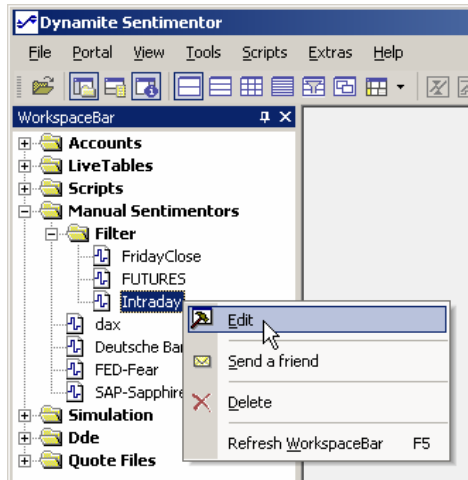 Dynamite Sentimentor
File Portal View Tools Scripts Extras Help
WorkspaceBar
Accounts
LiveTables
Scripts
Manual Sentimentors
Filter
FridayClose
FUTURES
Intraday
Edit
dax
Deutsche Ba
Send a friend
FED-Fear
SAP-Sapphire
Delete
Simulation
Dde
Refresh WorkspaceBar F5
Quote Files